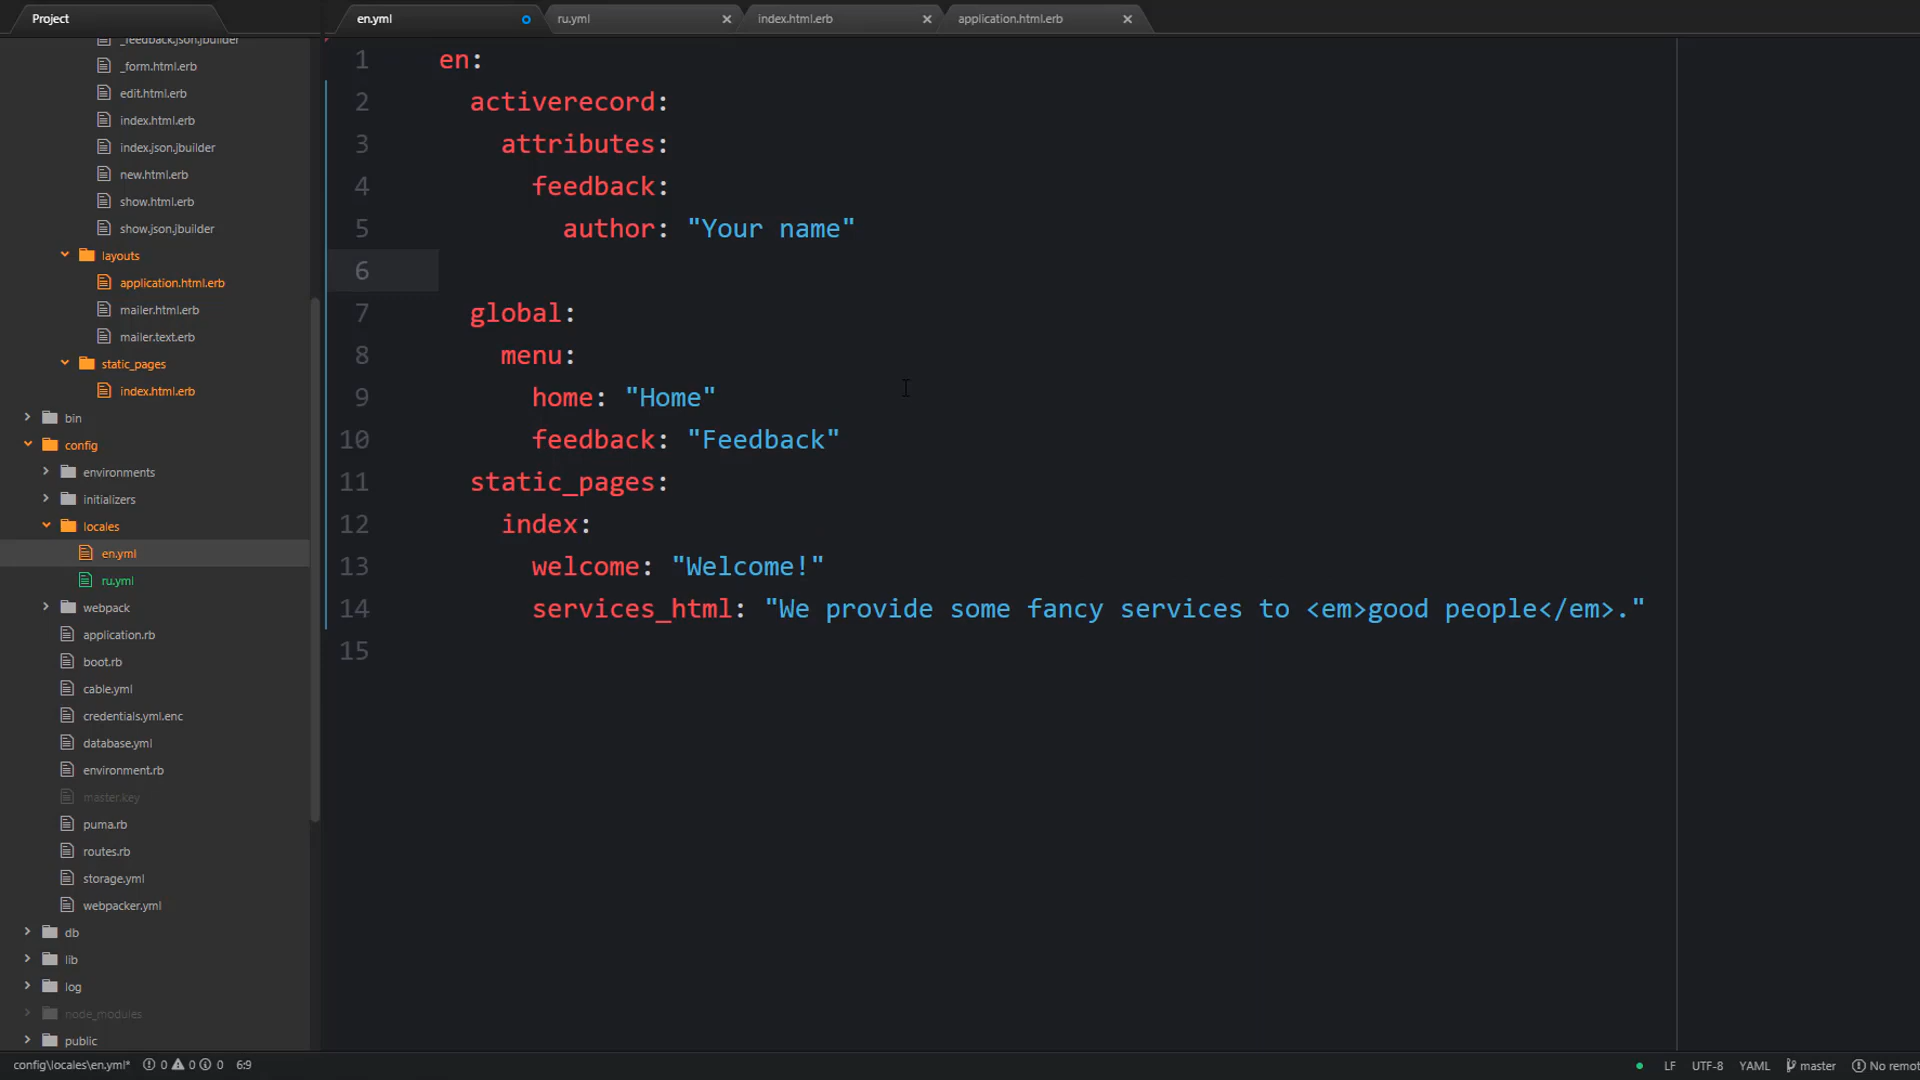 Project
en.yml
ru.yml
index.html.erb
application.html.erb
_feedback.json.jbuilder
_form.html.erb
edit.html.erb
index.html.erb
index.json.jbuilder
new.html.erb
show.html.erb
show.json.jbuilder
layouts
application.html.erb
mailer.html.erb
mailer.text.erb
static_pages
index.html.erb
bin
config
environments
initializers
locales
en.yml
ru.yml
webpack
application.rb
boot.rb
cable.yml
credentials.yml.enc
database.yml
environment.rb
master.key
puma.rb
routes.rb
storage.yml
webpacker.yml
db
lib
log
node_modules
public
1 en:
2 activerecord:
3 attributes:
4 feedback:
5 author: "Your name"
6
7 global:
8 menu:
9 home: "Home"
10 feedback: "Feedback"
11 static_pages:
12 index:
13 welcome: "Welcome!"
14 services_html: "We provide some fancy services to <em>good people</em>."
15
config\locales\en.yml* 0 0 0 6:9 LF UTF-8 YAML master No remot